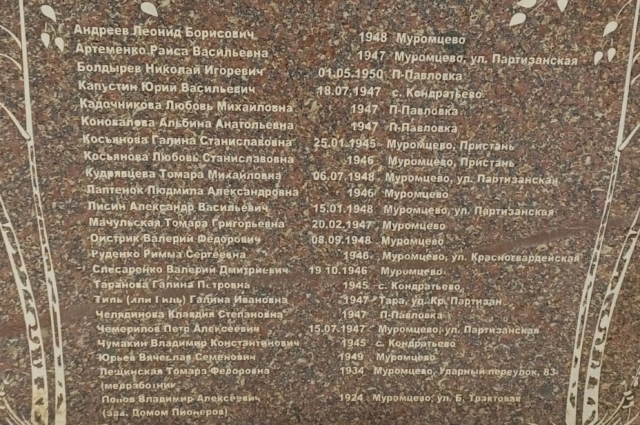 Андреев Леонид Борисович 1948 Муромцево
Артеменко Раиса Васильевна 1947 Муромцево, ул. Партизанская
Болдырев Николай Игоревич 01.05.1950 П-Павловка
Капустин Юрий Васильевич 18.07.1947 с. Кондратьево
Кадочникова Любовь Михайловна 1947 П-Павловка
Коновалова Альбина Анатольевна 1947 П-Павловка
Косьянова Галина Станиславовна 25.01.1945 Муромцево, Пристань
Косьянова Любовь Станиславовна 1946 Муромцево, Пристань
Кудрявцева Томара Михайловна 06.07.1948 Муромцево, ул. Партизанская
Лаптенок Людмила Александровна 1946 Муромцево
Лисин Александр Васильевич 15.01.1948 Муромцево, ул. Партизанская
Мачульская Томара Григорьевна 20.02.1947 Муромцево
Ойстрик Валерий Фёдорович 08.09.1948 Муромцево
Руденко Римма Сергеевна 1946 Муромцево, ул. Красногвардейская
Слесаренко Валерий Дмитриевич 19.10.1946 Муромцево
Таранова Галина Петровна 1945 с. Кондратьево
Тиль (или Гиль) Галина Ивановна 1947 Тара, ул. Кр. Партизан
Челядинова Клавдия Степановна 1947 П-Павловка
Чемерилов Петр Алексеевич 15.07.1947 Муромцево, ул. Партизанская
Чумакин Владимир Константинович 1945 с. Кондратьево
Юрьев Вячеслав Семенович 1949 Муромцево
Лещинская Томара Федоровна 1934 Муромцево, Ударный переулок, 83-
(медработник
Попов Владимир Алексеевич 1924 Муромцево, ул. Б. Трактовая
(зав. Домом Пионеров)